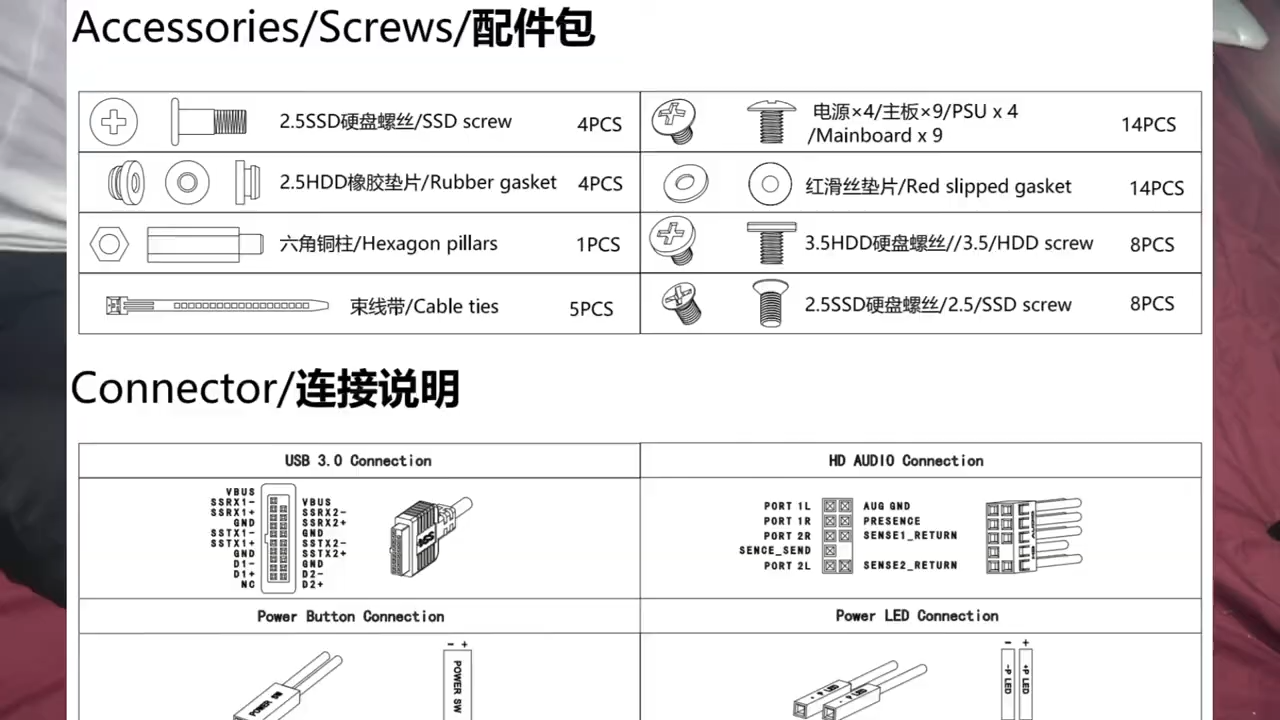 Accessories/Screws/配件包
2.5SSD硬盘螺丝/SSD screw 4PCS
电源×4/主板×9/PSU x 4
/Mainboard x 9 14PCS
2.5HDD橡胶垫片/Rubber gasket 4PCS
红滑丝垫片/Red slipped gasket 14PCS
六角铜柱/Hexagon pillars 1PCS
3.5HDD硬盘螺丝//3.5/HDD screw 8PCS
束线带/Cable ties 5PCS
2.5SSD硬盘螺丝/2.5/SSD screw 8PCS
Connector/连接说明
USB 3.0 Connection
VBUS
SSRX1-
SSRX1+
GND
SSTX1-
SSTX1+
GND
D1-
D1+
NC
VBUS
SSRX2-
SSRX2+
GND
SSTX2-
SSTX2+
GND
D2-
D2+
HD AUDIO Connection
PORT 1L
PORT 1R
PORT 2R
SENCE_SEND
PORT 2L
AUG GND
PRESENCE
SENSE1_RETURN
SENSE2_RETURN
HD AUDIO
Power Button Connection
POWER SW
- +
POWER SW
Power LED Connection
- P LED
+ P LED
- +
-P LED
+P LED